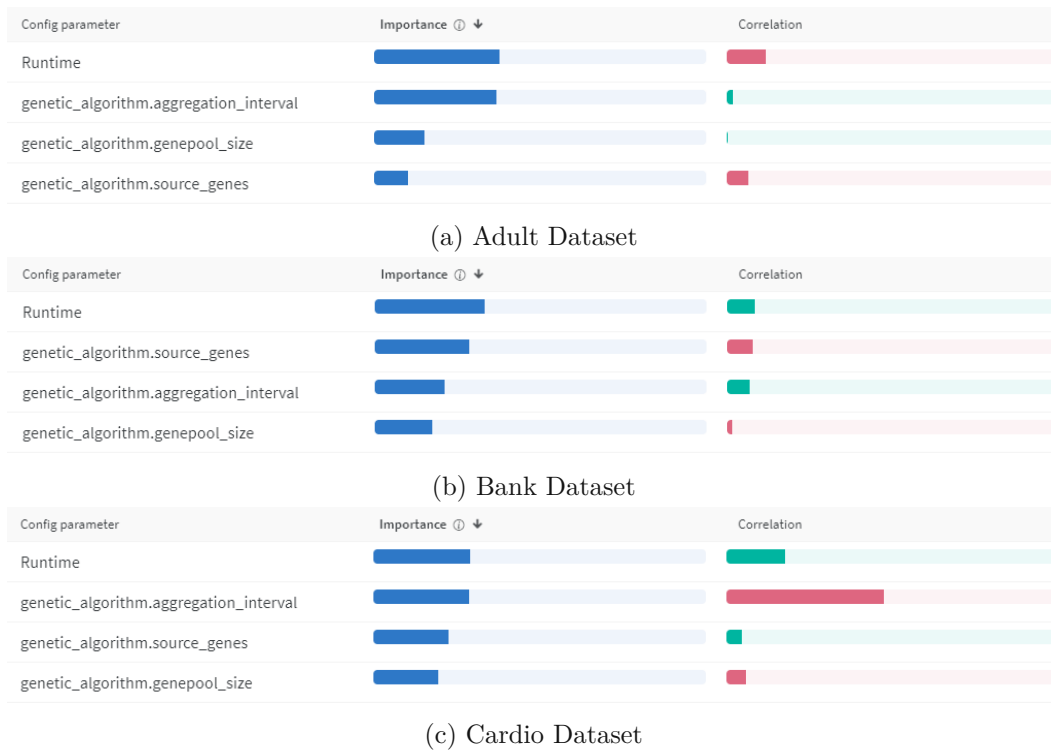 Config parameter Importance ⓘ ↓ Correlation
Runtime
genetic_algorithm.aggregation_interval
genetic_algorithm.genepool_size
genetic_algorithm.source_genes
(a) Adult Dataset
Config parameter Importance ⓘ ↓ Correlation
Runtime
genetic_algorithm.source_genes
genetic_algorithm.aggregation_interval
genetic_algorithm.genepool_size
(b) Bank Dataset
Config parameter Importance ⓘ ↓ Correlation
Runtime
genetic_algorithm.aggregation_interval
genetic_algorithm.source_genes
genetic_algorithm.genepool_size
(c) Cardio Dataset